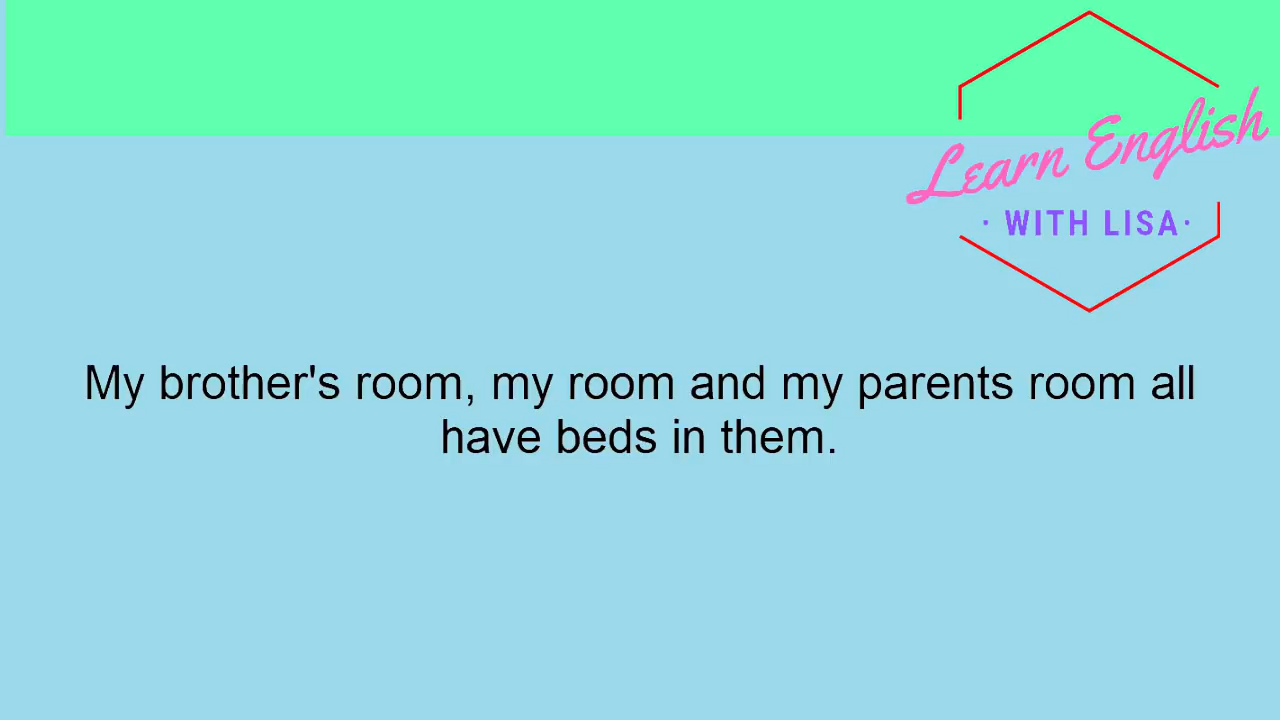 Learn English
· WITH LISA·
My brother's room, my room and my parents room all
have beds in them.